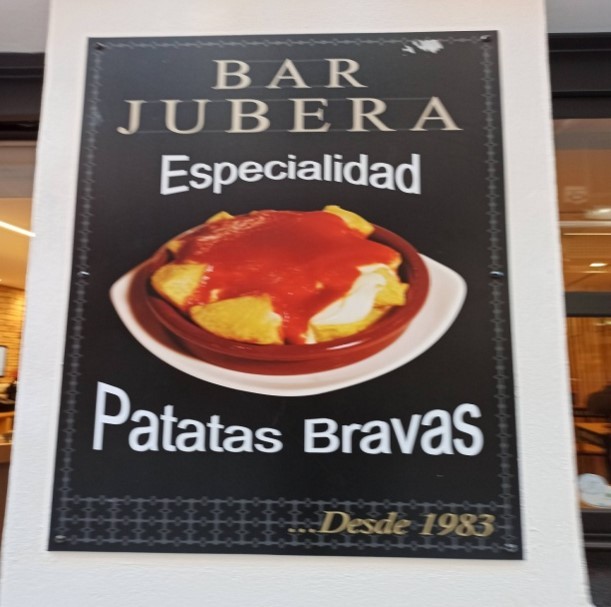 BAR
JUBERA
Especialidad
Patatas Bravas
...Desde 1983